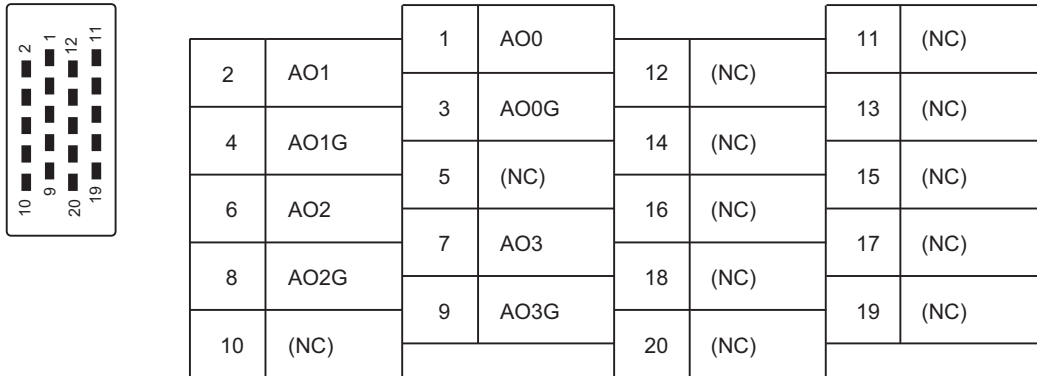 2 1 12 11
10 9 20 19
1 AO0 11 (NC)
2 AO1 12 (NC)
3 AO0G 13 (NC)
4 AO1G 14 (NC)
5 (NC) 15 (NC)
6 AO2 16 (NC)
7 AO3 17 (NC)
8 AO2G 18 (NC)
9 AO3G 19 (NC)
10 (NC) 20 (NC)